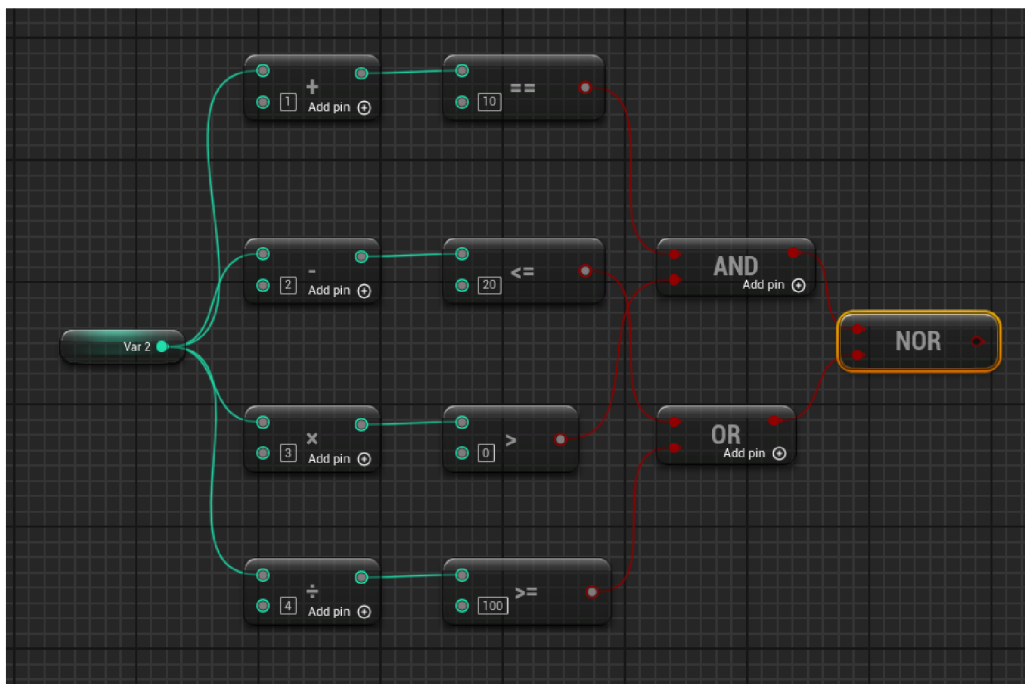 +
1 Add pin
==
10
-
2 Add pin
<=
20
AND
Add pin
Var 2
NOR
×
3 Add pin
>
0
OR
Add pin
÷
4 Add pin
>=
100